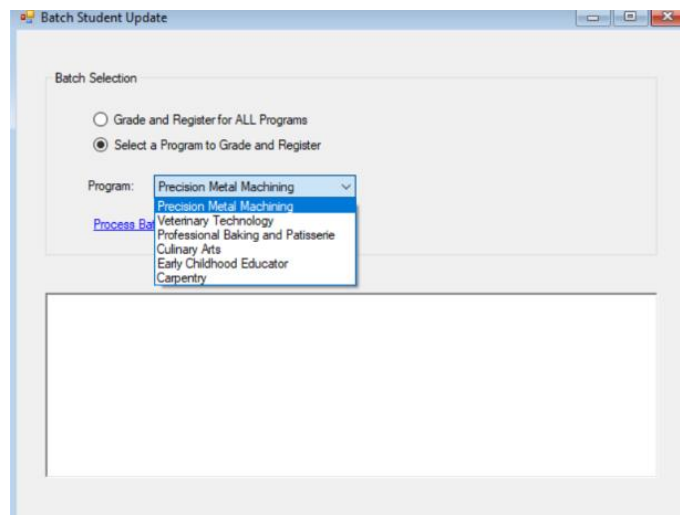 Batch Student Update
Batch Selection
Grade and Register for ALL Programs
Select a Program to Grade and Register
Program: Precision Metal Machining
Precision Metal Machining
Veterinary Technology
Professional Baking and Patisserie
Culinary Arts
Early Childhood Educator
Carpentry
Process